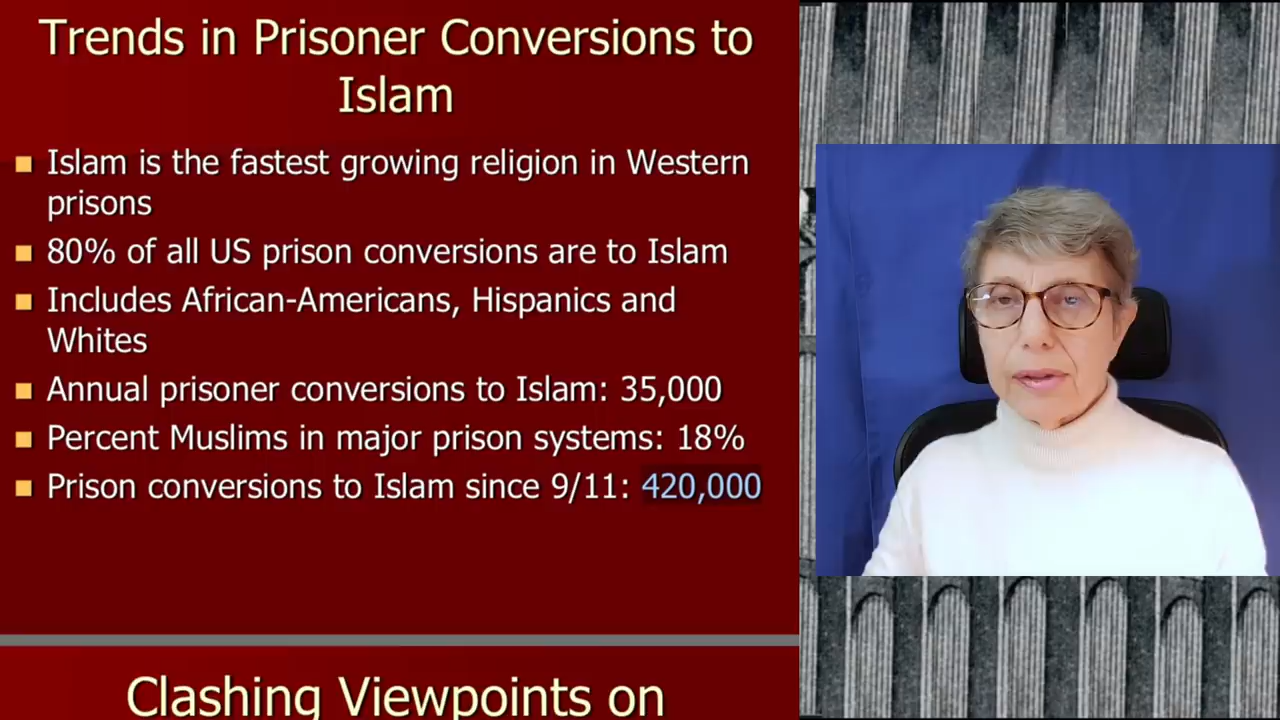 Trends in Prisoner Conversions to
Islam
Islam is the fastest growing religion in Western
prisons
80% of all US prison conversions are to Islam
Includes African-Americans, Hispanics and
Whites
Annual prisoner conversions to Islam: 35,000
Percent Muslims in major prison systems: 18%
Prison conversions to Islam since 9/11: 420,000
Clashing Viewpoints on